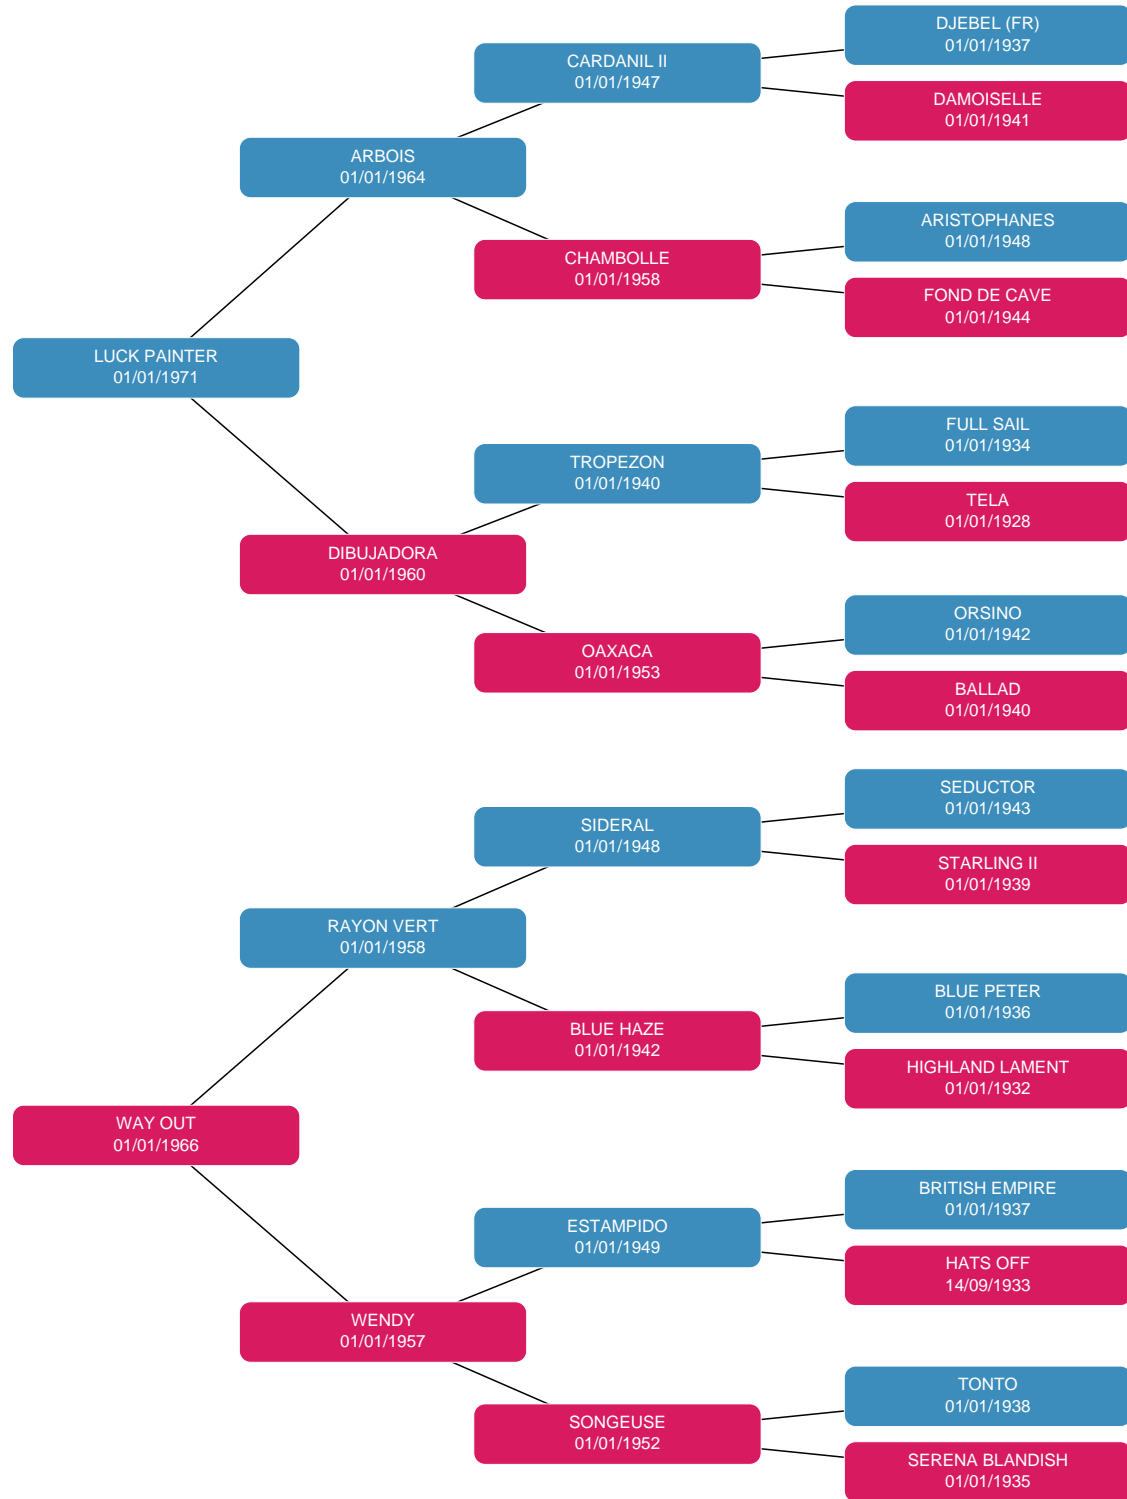 DJEBEL (FR)
01/01/1937
CARDANIL II
01/01/1947
DAMOISELLE
01/01/1941
ARBOIS
01/01/1964
ARISTOPHANES
01/01/1948
CHAMBOLLE
01/01/1958
FOND DE CAVE
01/01/1944
LUCK PAINTER
01/01/1971
FULL SAIL
01/01/1934
TROPEZON
01/01/1940
TELA
01/01/1928
DIBUJADORA
01/01/1960
ORSINO
01/01/1942
OAXACA
01/01/1953
BALLAD
01/01/1940
SEDUCTOR
01/01/1943
SIDERAL
01/01/1948
STARLING II
01/01/1939
RAYON VERT
01/01/1958
BLUE PETER
01/01/1936
BLUE HAZE
01/01/1942
HIGHLAND LAMENT
01/01/1932
WAY OUT
01/01/1966
BRITISH EMPIRE
01/01/1937
ESTAMPIDO
01/01/1949
HATS OFF
14/09/1933
WENDY
01/01/1957
TONTO
01/01/1938
SONGEUSE
01/01/1952
SERENA BLANDISH
01/01/1935